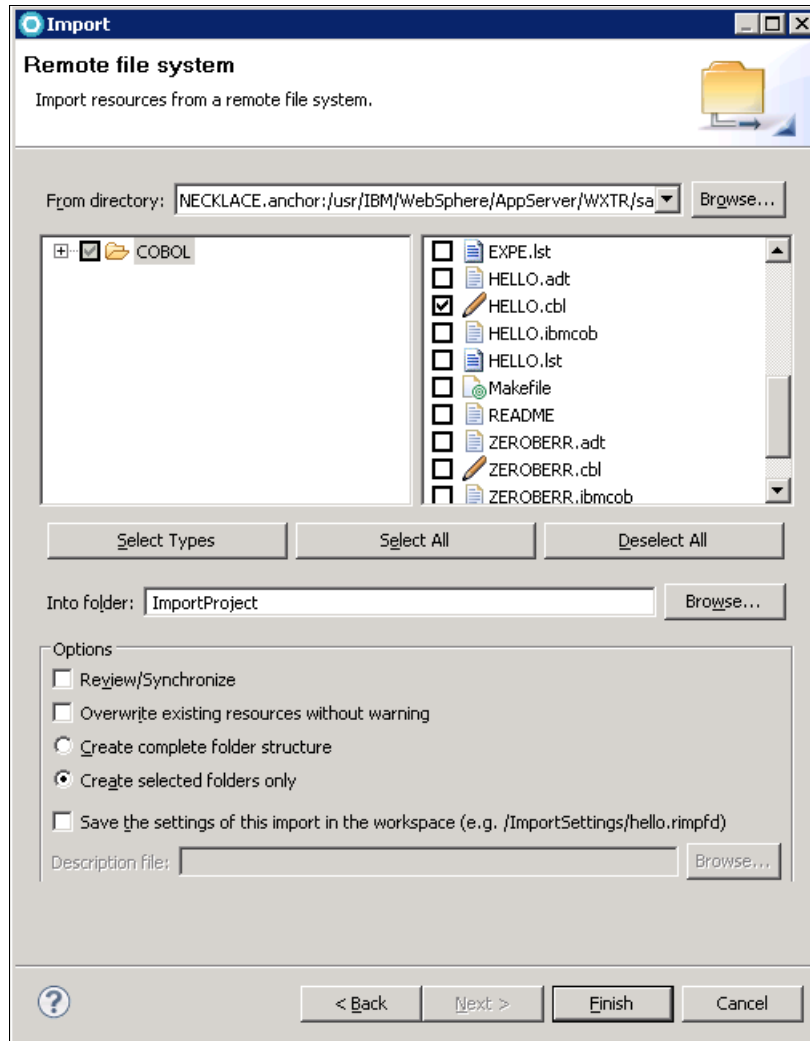 Import
Remote file system
Import resources from a remote file system.
From directory: NECKLACE.anchor:/usr/IBM/WebSphere/AppServer/WXTR/sa Browse...
COBOL
EXPE.lst
HELLO.adt
HELLO.cbl
HELLO.ibmcob
HELLO.lst
Makefile
README
ZEROBERR.adt
ZEROBERR.cbl
ZEROBERR.ibmcob
Select Types Select All Deselect All
Into folder: ImportProject Browse...
Options
Review/Synchronize
Overwrite existing resources without warning
Create complete folder structure
Create selected folders only
Save the settings of this import in the workspace (e.g. /ImportSettings/hello.rimpfd)
Description file: Browse...
? < Back Next > Finish Cancel